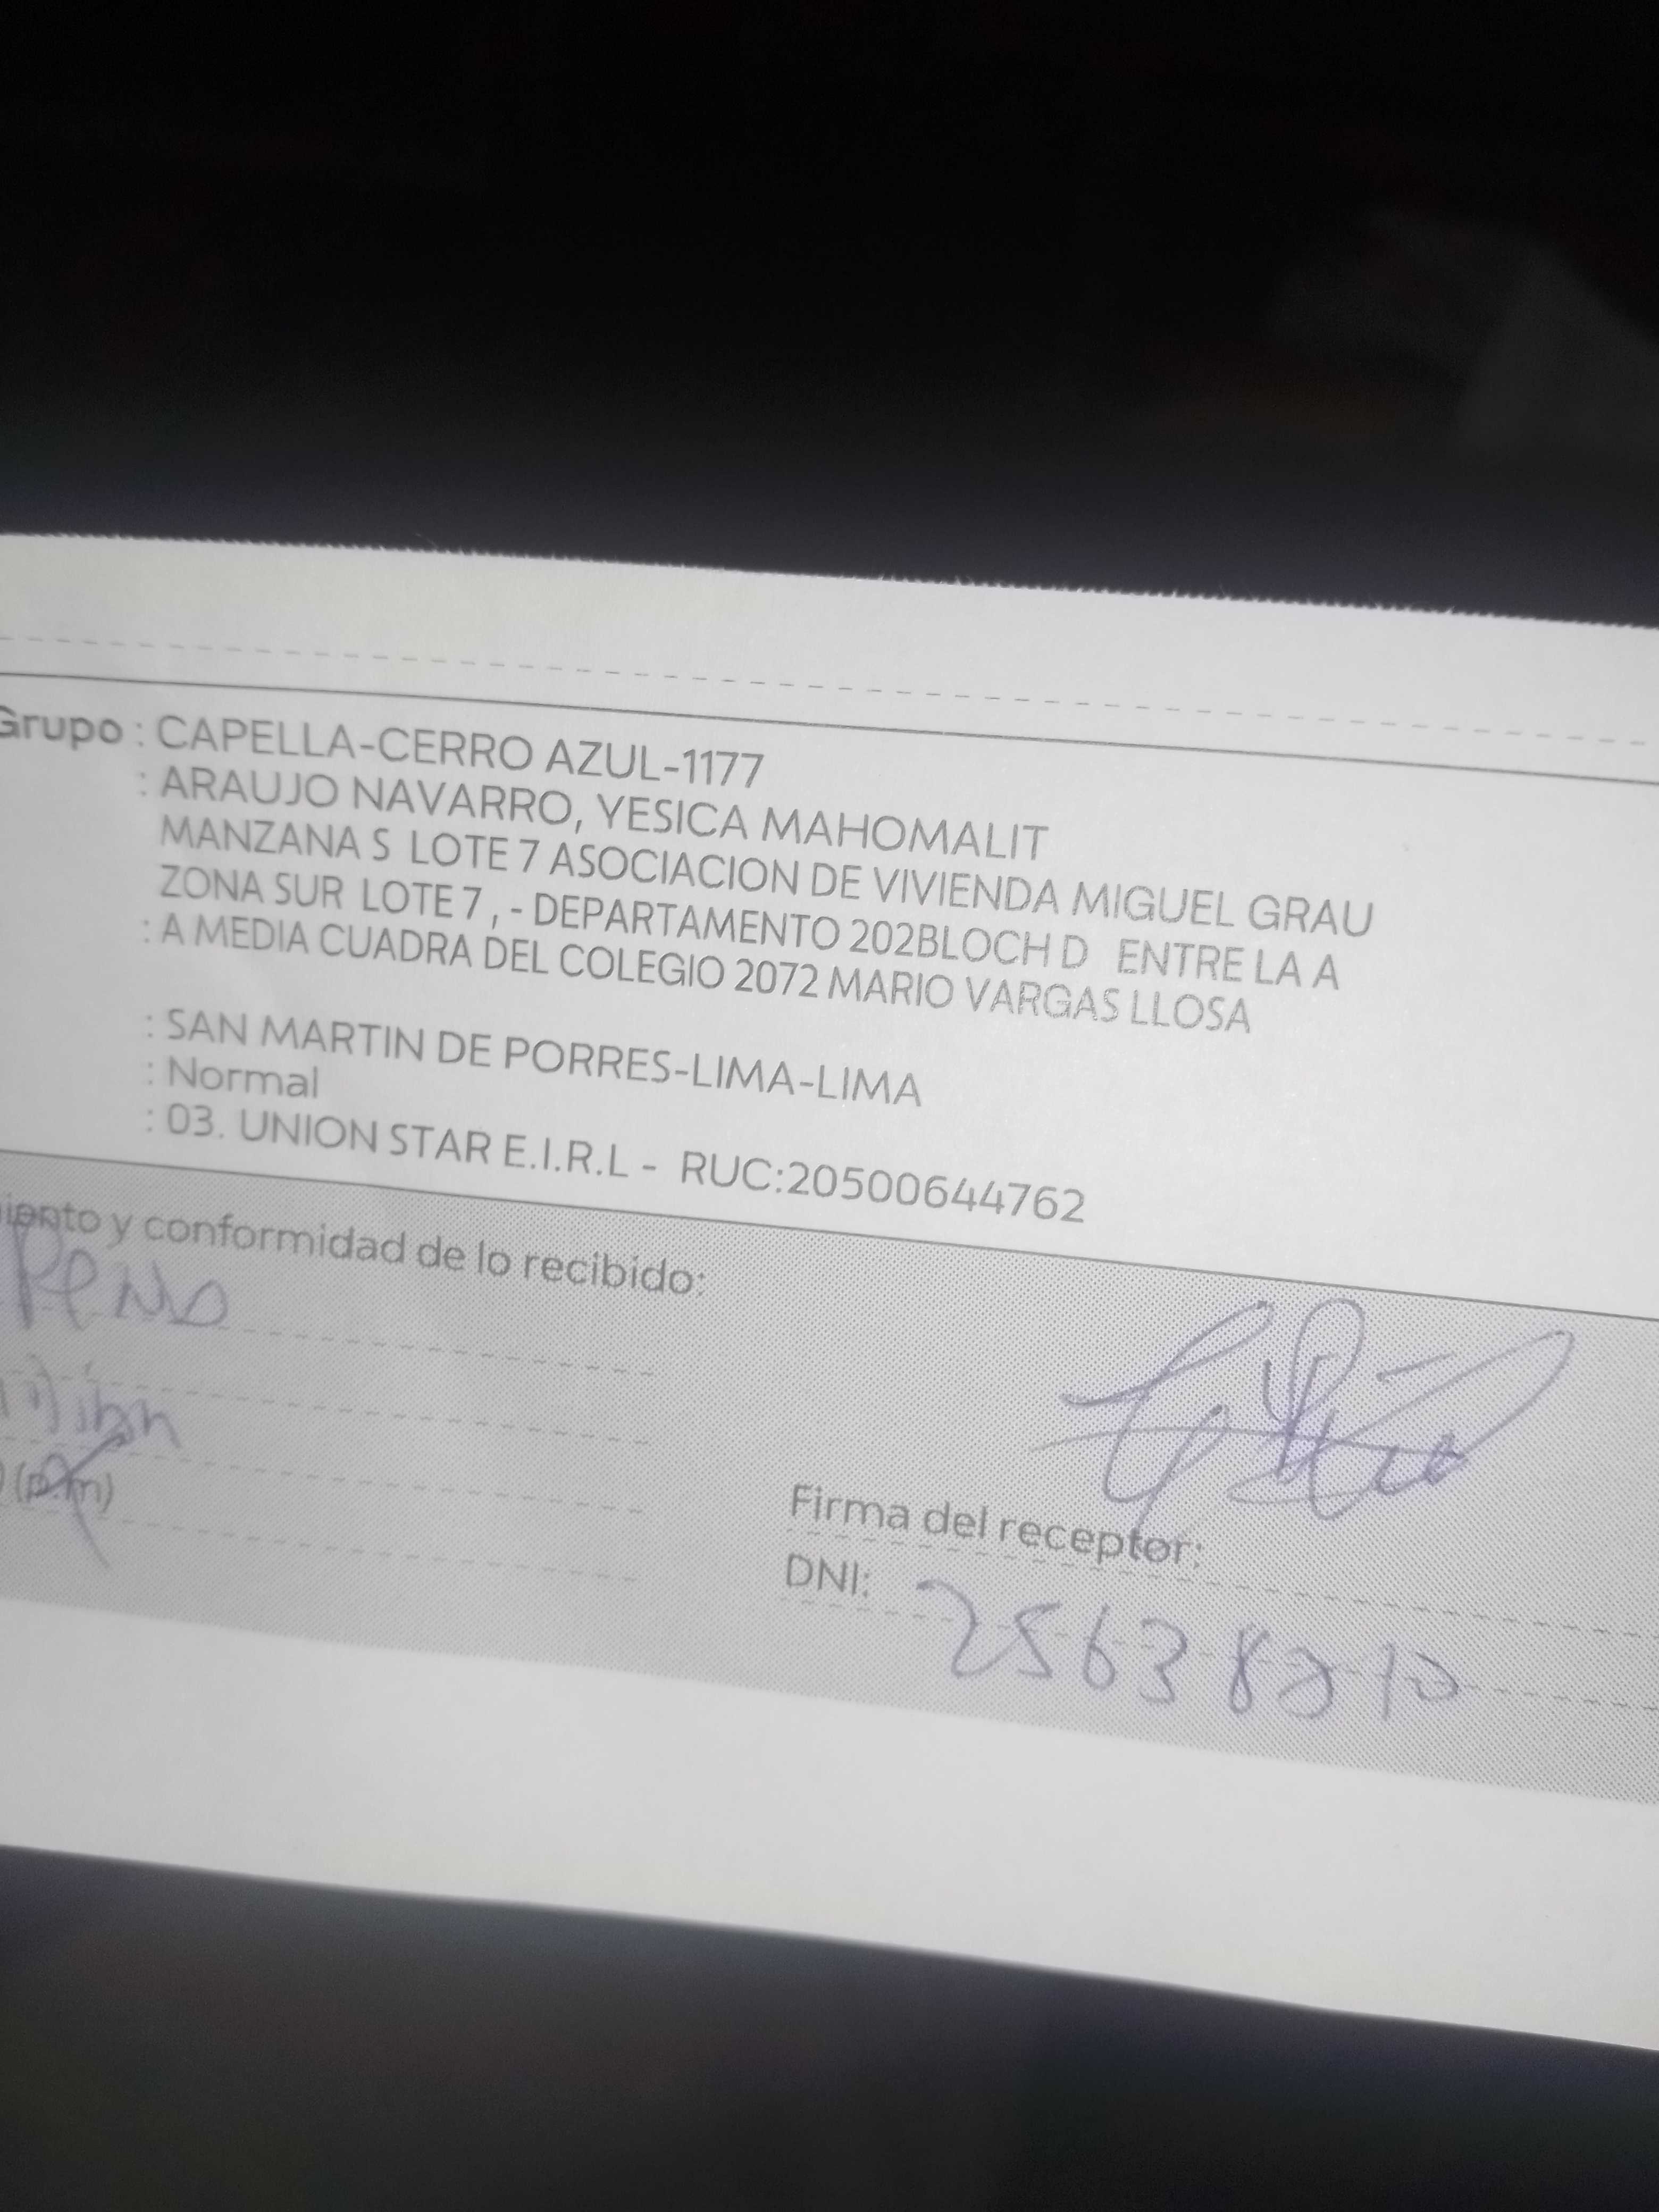 Grupo : CAPELLA-CERRO AZUL-1177
: ARAUJO NAVARRO, YESICA MAHOMALIT
MANZANA S LOTE 7 ASOCIACION DE VIVIENDA MIGUEL GRAU
ZONA SUR LOTE 7 , - DEPARTAMENTO 202BLOCH D ENTRE LA A
: A MEDIA CUADRA DEL COLEGIO 2072 MARIO VARGAS LLOSA
: SAN MARTIN DE PORRES-LIMA-LIMA
: Normal
: 03. UNION STAR E.I.R.L - RUC:20500644762
iento y conformidad de lo recibido:
(p.m)
Firma del receptor:
DNI: